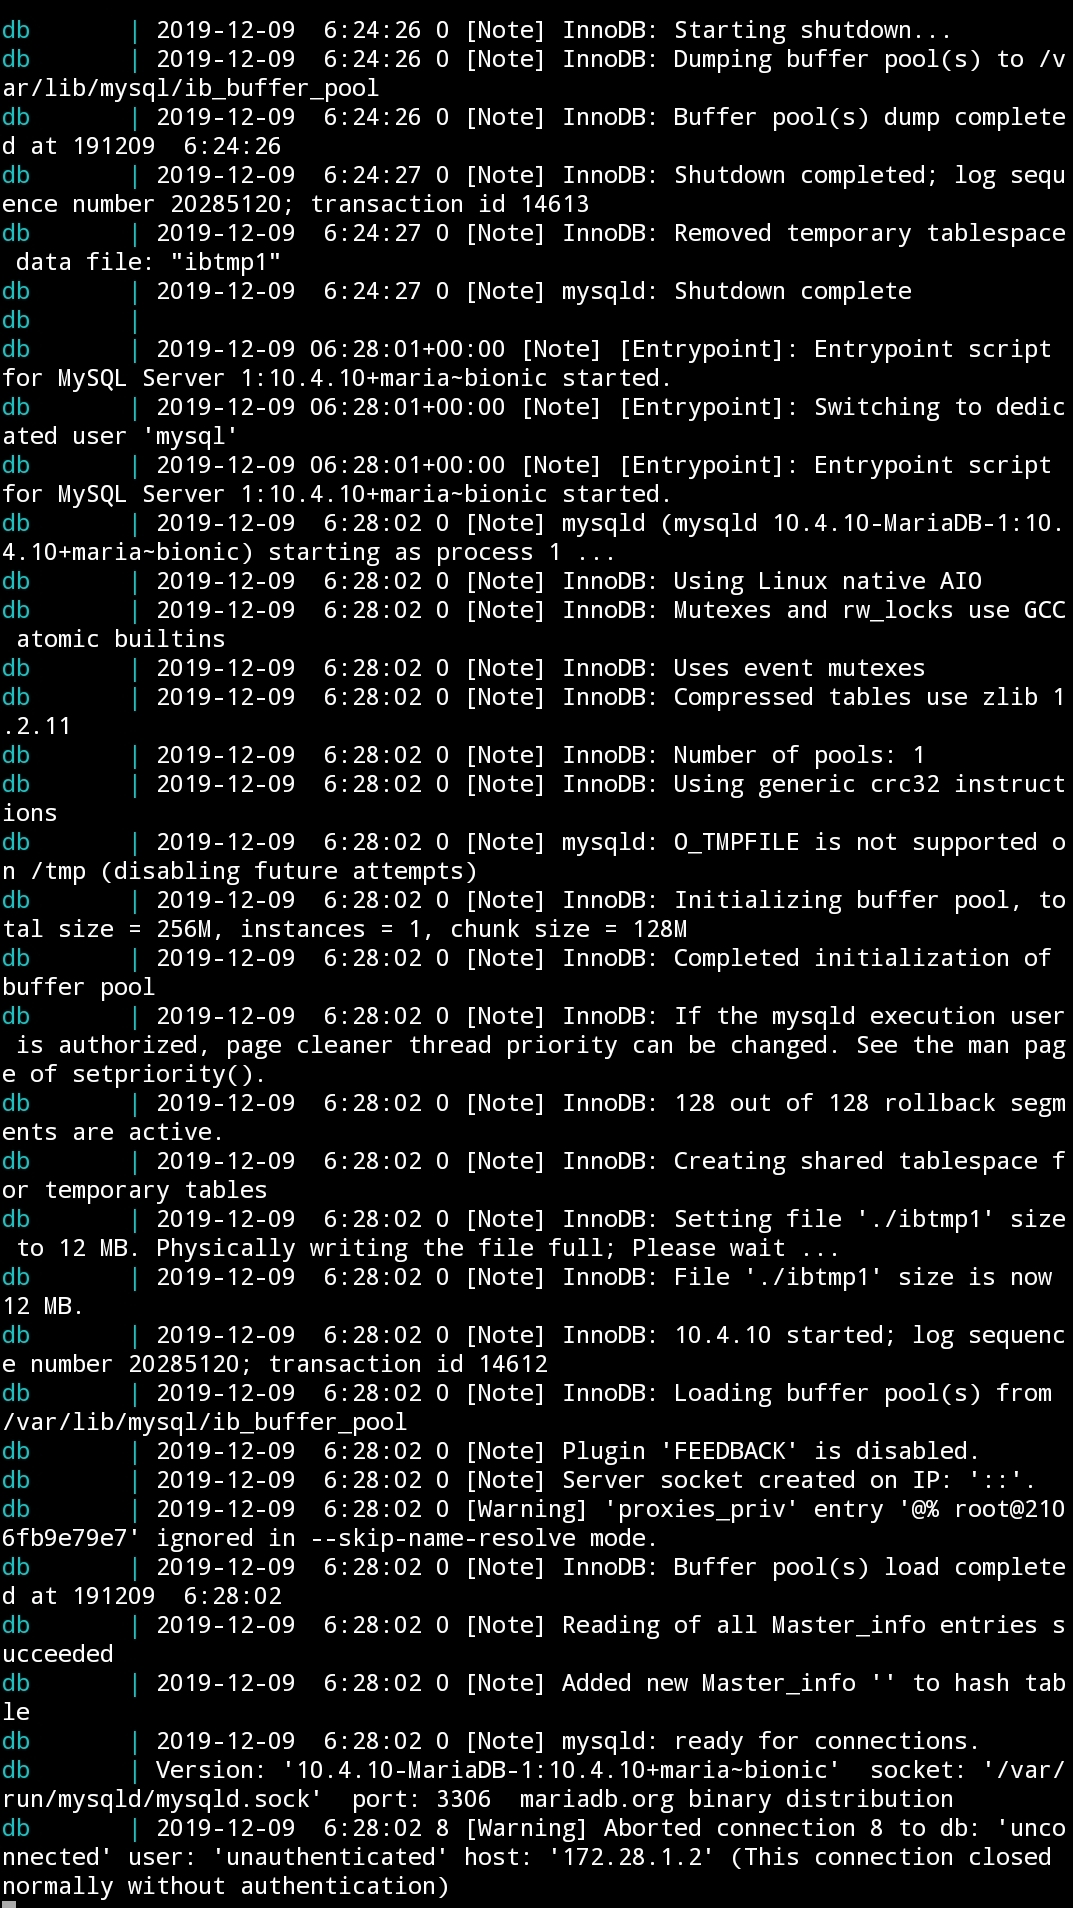 db       | 2019-12-09  6:24:26 0 [Note] InnoDB: Starting shutdown...
db       | 2019-12-09  6:24:26 0 [Note] InnoDB: Dumping buffer pool(s) to /v
ar/lib/mysql/ib_buffer_pool
db       | 2019-12-09  6:24:26 0 [Note] InnoDB: Buffer pool(s) dump complete
d at 191209  6:24:26
db       | 2019-12-09  6:24:27 0 [Note] InnoDB: Shutdown completed; log sequ
ence number 20285120; transaction id 14613
db       | 2019-12-09  6:24:27 0 [Note] InnoDB: Removed temporary tablespace
 data file: "ibtmp1"
db       | 2019-12-09  6:24:27 0 [Note] mysqld: Shutdown complete
db       |
db       | 2019-12-09 06:28:01+00:00 [Note] [Entrypoint]: Entrypoint script
for MySQL Server 1:10.4.10+maria~bionic started.
db       | 2019-12-09 06:28:01+00:00 [Note] [Entrypoint]: Switching to dedic
ated user 'mysql'
db       | 2019-12-09 06:28:01+00:00 [Note] [Entrypoint]: Entrypoint script
for MySQL Server 1:10.4.10+maria~bionic started.
db       | 2019-12-09  6:28:02 0 [Note] mysqld (mysqld 10.4.10-MariaDB-1:10.
4.10+maria~bionic) starting as process 1 ...
db       | 2019-12-09  6:28:02 0 [Note] InnoDB: Using Linux native AIO
db       | 2019-12-09  6:28:02 0 [Note] InnoDB: Mutexes and rw_locks use GCC
 atomic builtins
db       | 2019-12-09  6:28:02 0 [Note] InnoDB: Uses event mutexes
db       | 2019-12-09  6:28:02 0 [Note] InnoDB: Compressed tables use zlib 1
.2.11
db       | 2019-12-09  6:28:02 0 [Note] InnoDB: Number of pools: 1
db       | 2019-12-09  6:28:02 0 [Note] InnoDB: Using generic crc32 instruct
ions
db       | 2019-12-09  6:28:02 0 [Note] mysqld: O_TMPFILE is not supported o
n /tmp (disabling future attempts)
db       | 2019-12-09  6:28:02 0 [Note] InnoDB: Initializing buffer pool, to
tal size = 256M, instances = 1, chunk size = 128M
db       | 2019-12-09  6:28:02 0 [Note] InnoDB: Completed initialization of
buffer pool
db       | 2019-12-09  6:28:02 0 [Note] InnoDB: If the mysqld execution user
 is authorized, page cleaner thread priority can be changed. See the man pag
e of setpriority().
db       | 2019-12-09  6:28:02 0 [Note] InnoDB: 128 out of 128 rollback segm
ents are active.
db       | 2019-12-09  6:28:02 0 [Note] InnoDB: Creating shared tablespace f
or temporary tables
db       | 2019-12-09  6:28:02 0 [Note] InnoDB: Setting file './ibtmp1' size
 to 12 MB. Physically writing the file full; Please wait ...
db       | 2019-12-09  6:28:02 0 [Note] InnoDB: File './ibtmp1' size is now
12 MB.
db       | 2019-12-09  6:28:02 0 [Note] InnoDB: 10.4.10 started; log sequenc
e number 20285120; transaction id 14612
db       | 2019-12-09  6:28:02 0 [Note] InnoDB: Loading buffer pool(s) from
/var/lib/mysql/ib_buffer_pool
db       | 2019-12-09  6:28:02 0 [Note] Plugin 'FEEDBACK' is disabled.
db       | 2019-12-09  6:28:02 0 [Note] Server socket created on IP: '::'.
db       | 2019-12-09  6:28:02 0 [Warning] 'proxies_priv' entry '@% root@210
6fb9e79e7' ignored in --skip-name-resolve mode.
db       | 2019-12-09  6:28:02 0 [Note] InnoDB: Buffer pool(s) load complete
d at 191209  6:28:02
db       | 2019-12-09  6:28:02 0 [Note] Reading of all Master_info entries s
ucceeded
db       | 2019-12-09  6:28:02 0 [Note] Added new Master_info '' to hash tab
le
db       | 2019-12-09  6:28:02 0 [Note] mysqld: ready for connections.
db       | Version: '10.4.10-MariaDB-1:10.4.10+maria~bionic'  socket: '/var/
run/mysqld/mysqld.sock'  port: 3306  mariadb.org binary distribution
db       | 2019-12-09  6:28:02 8 [Warning] Aborted connection 8 to db: 'unco
nnected' user: 'unauthenticated' host: '172.28.1.2' (This connection closed
normally without authentication)